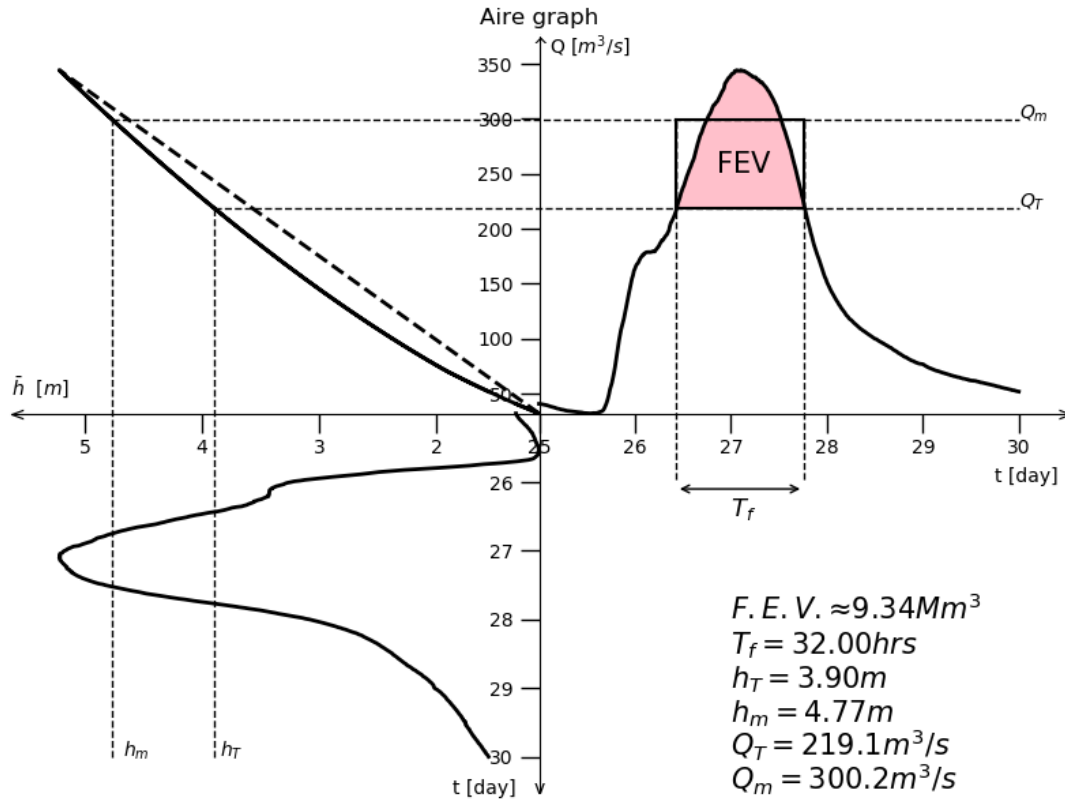 Aire graph
Q [m³/s]
350
300
250
200
150
100
50
Q_m
Q_T
FEV
h̄ [m]
5 4 3 2 25 26 27 28 29 30
t [day]
T_f
26
27
28
29
30
t [day]
h_m h_T
F.E.V.≈9.34Mm³
T_f = 32.00hrs
h_T = 3.90m
h_m = 4.77m
Q_T = 219.1m³/s
Q_m = 300.2m³/s